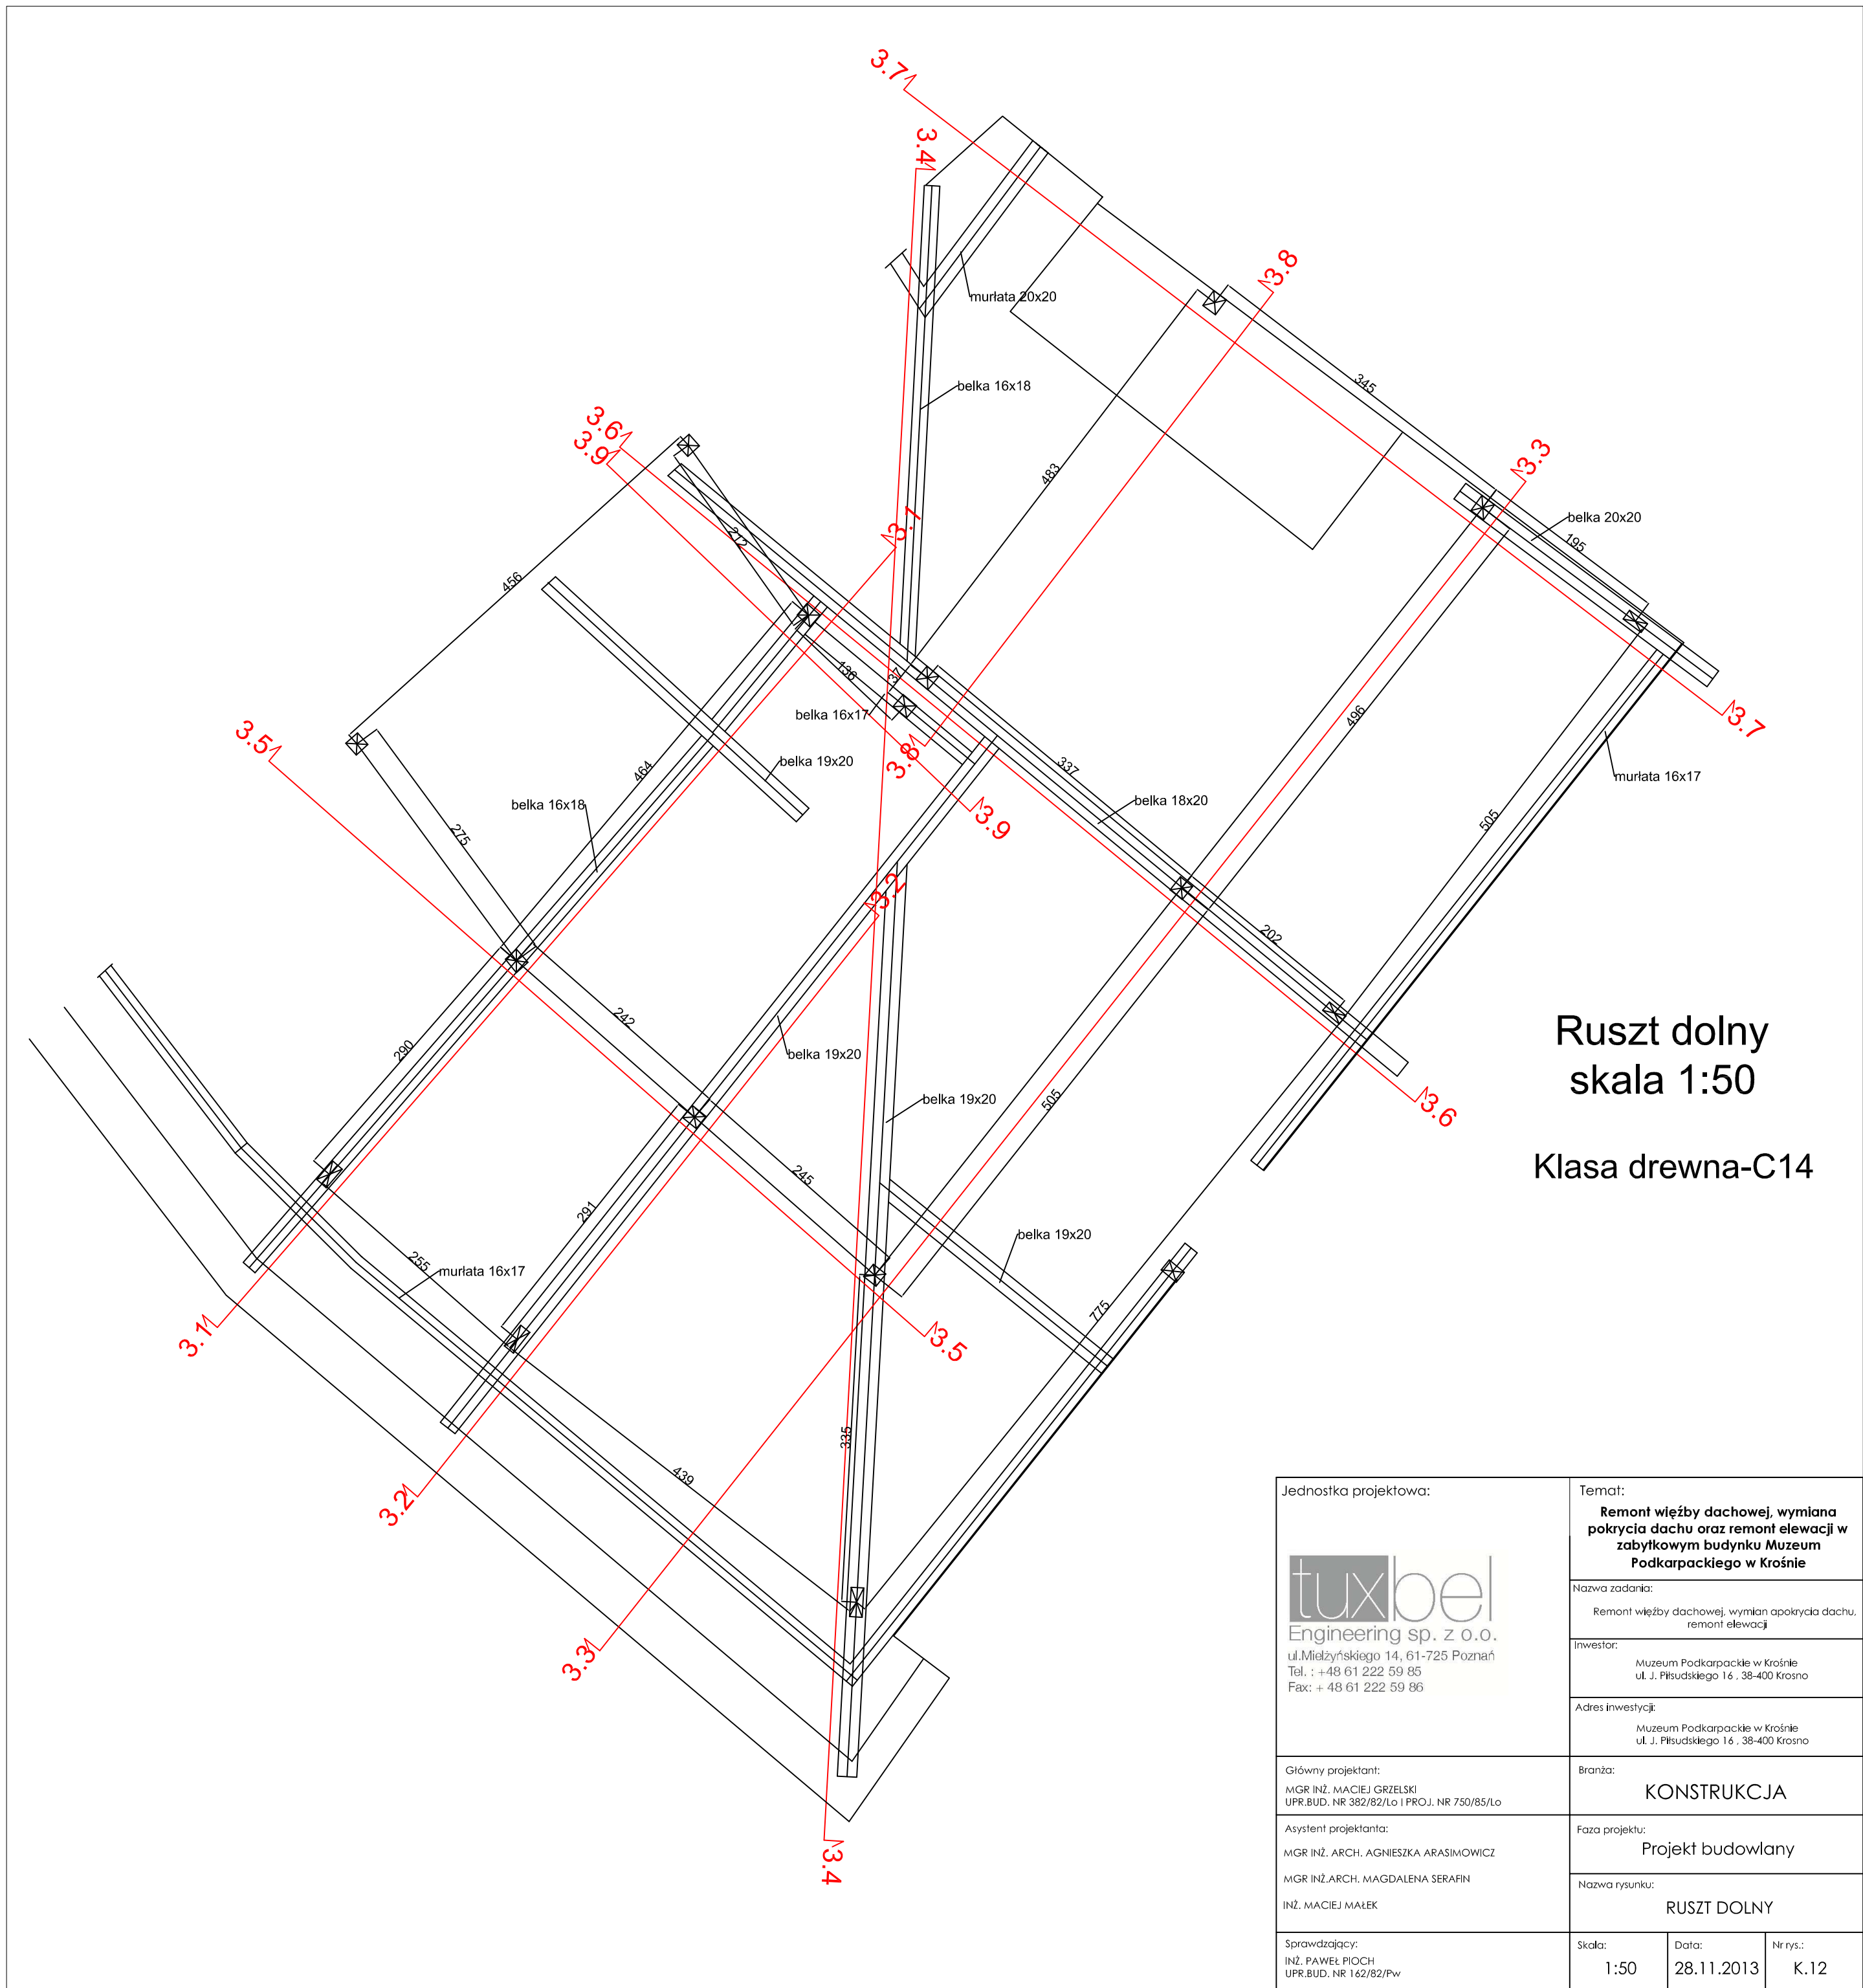 3.7
3.4
3.8
murłata 20x20
345
belka 16x18
3.6
3.9
483
3.3
belka 20x20
195
272
3.1
456
136
37
belka 16x17
496
3.7
3.5
464
belka 19x20
3.8
337
murłata 16x17
belka 16x18
belka 18x20
3.9
275
505
3.2
202
242
290
belka 19x20
belka 19x20
505
3.6
Ruszt dolny
skala 1:50
Klasa drewna-C14
245
291
belka 19x20
255
murłata 16x17
775
3.1
3.5
335
439
3.2
3.3
3.4
Jednostka projektowa:
tuxbel
Engineering sp. z o.o.
ul.Mielżyńskiego 14, 61-725 Poznań
Tel. : +48 61 222 59 85
Fax: + 48 61 222 59 86
Temat:
Remont więźby dachowej, wymiana
pokrycia dachu oraz remont elewacji w
zabytkowym budynku Muzeum
Podkarpackiego w Krośnie
Nazwa zadania:
Remont więźby dachowej, wymian apokrycia dachu,
remont elewacji
Inwestor:
Muzeum Podkarpackie w Krośnie
ul. J. Piłsudskiego 16 , 38-400 Krosno
Adres inwestycji:
Muzeum Podkarpackie w Krośnie
ul. J. Piłsudskiego 16 , 38-400 Krosno
Główny projektant:
MGR INŻ. MACIEJ GRZELSKI
UPR.BUD. NR 382/82/Lo I PROJ. NR 750/85/Lo
Branża:
KONSTRUKCJA
Asystent projektanta:
MGR INŻ. ARCH. AGNIESZKA ARASIMOWICZ
MGR INŻ.ARCH. MAGDALENA SERAFIN
INŻ. MACIEJ MAŁEK
Faza projektu:
Projekt budowlany
Nazwa rysunku:
RUSZT DOLNY
Sprawdzający:
INŻ. PAWEŁ PIOCH
UPR.BUD. NR 162/82/Pw
Skala:
1:50
Data:
28.11.2013
Nr rys.:
K.12